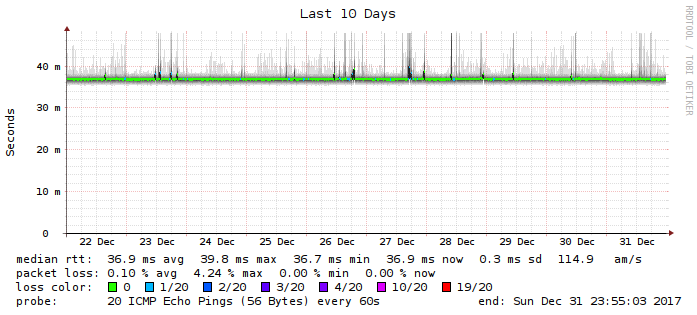 Last 10 Days
RRDTOOL / TOBI OETIKER
Seconds
40 m
30 m
20 m
10 m
0
22 Dec 23 Dec 24 Dec 25 Dec 26 Dec 27 Dec 28 Dec 29 Dec 30 Dec 31 Dec
median rtt: 36.9 ms avg 39.8 ms max 36.7 ms min 36.9 ms now 0.3 ms sd 114.9 am/s
packet loss: 0.10 % avg 4.24 % max 0.00 % min 0.00 % now
loss color: 0 1/20 2/20 3/20 4/20 10/20 19/20
probe: 20 ICMP Echo Pings (56 Bytes) every 60s end: Sun Dec 31 23:55:03 2017